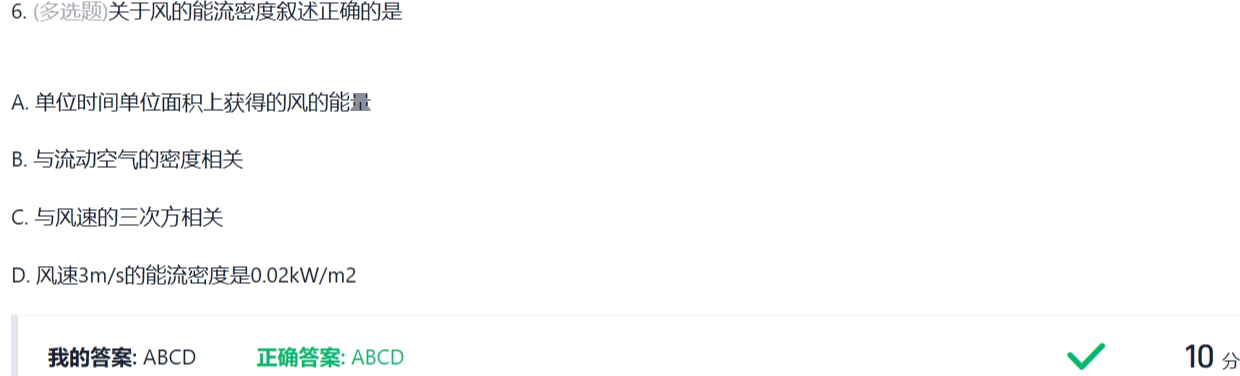 6. (多选题)关于风的能流密度叙述正确的是
A. 单位时间单位面积上获得的风的能量
B. 与流动空气的密度相关
C. 与风速的三次方相关
D. 风速3m/s的能流密度是0.02kW/m2
我的答案: ABCD 正确答案: ABCD 10 分